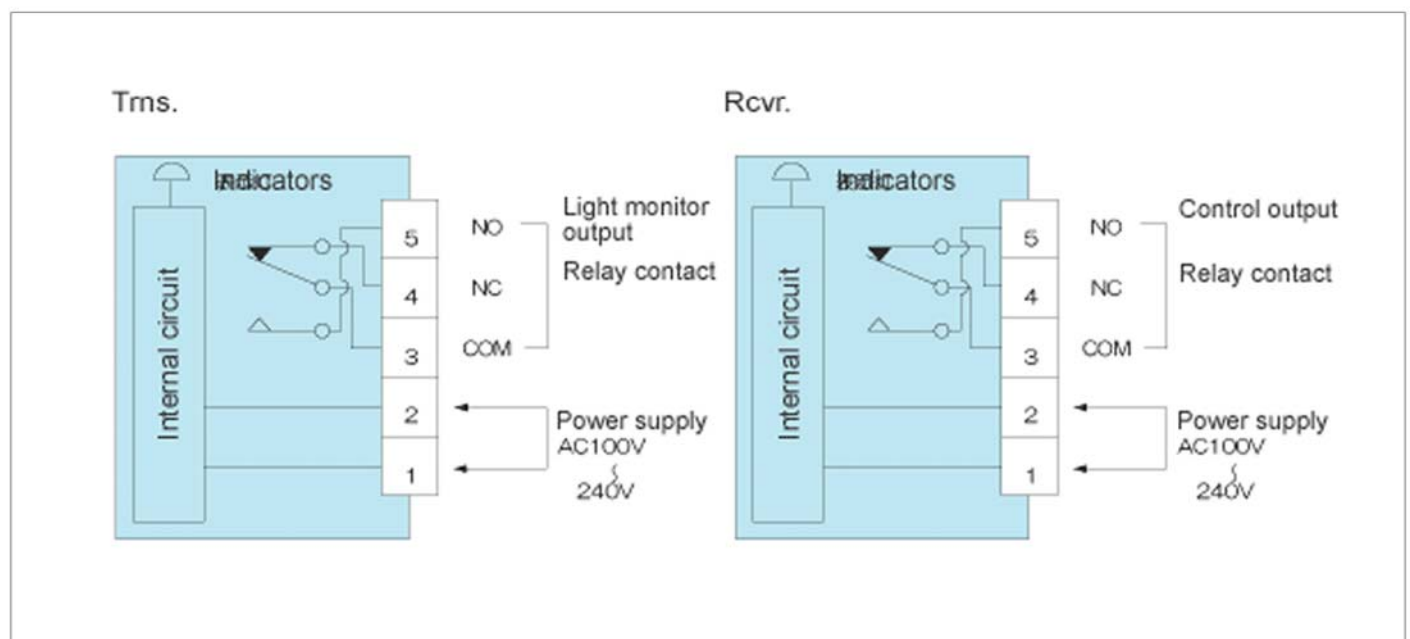 Trns.
Indicators
Internal circuit
5
4
3
2
1
NO
NC
COM
Light monitor
output
Relay contact
Power supply
AC100V
~
240V
Rcvr.
Indicators
Internal circuit
5
4
3
2
1
NO
NC
COM
Control output
Relay contact
Power supply
AC100V
~
240V